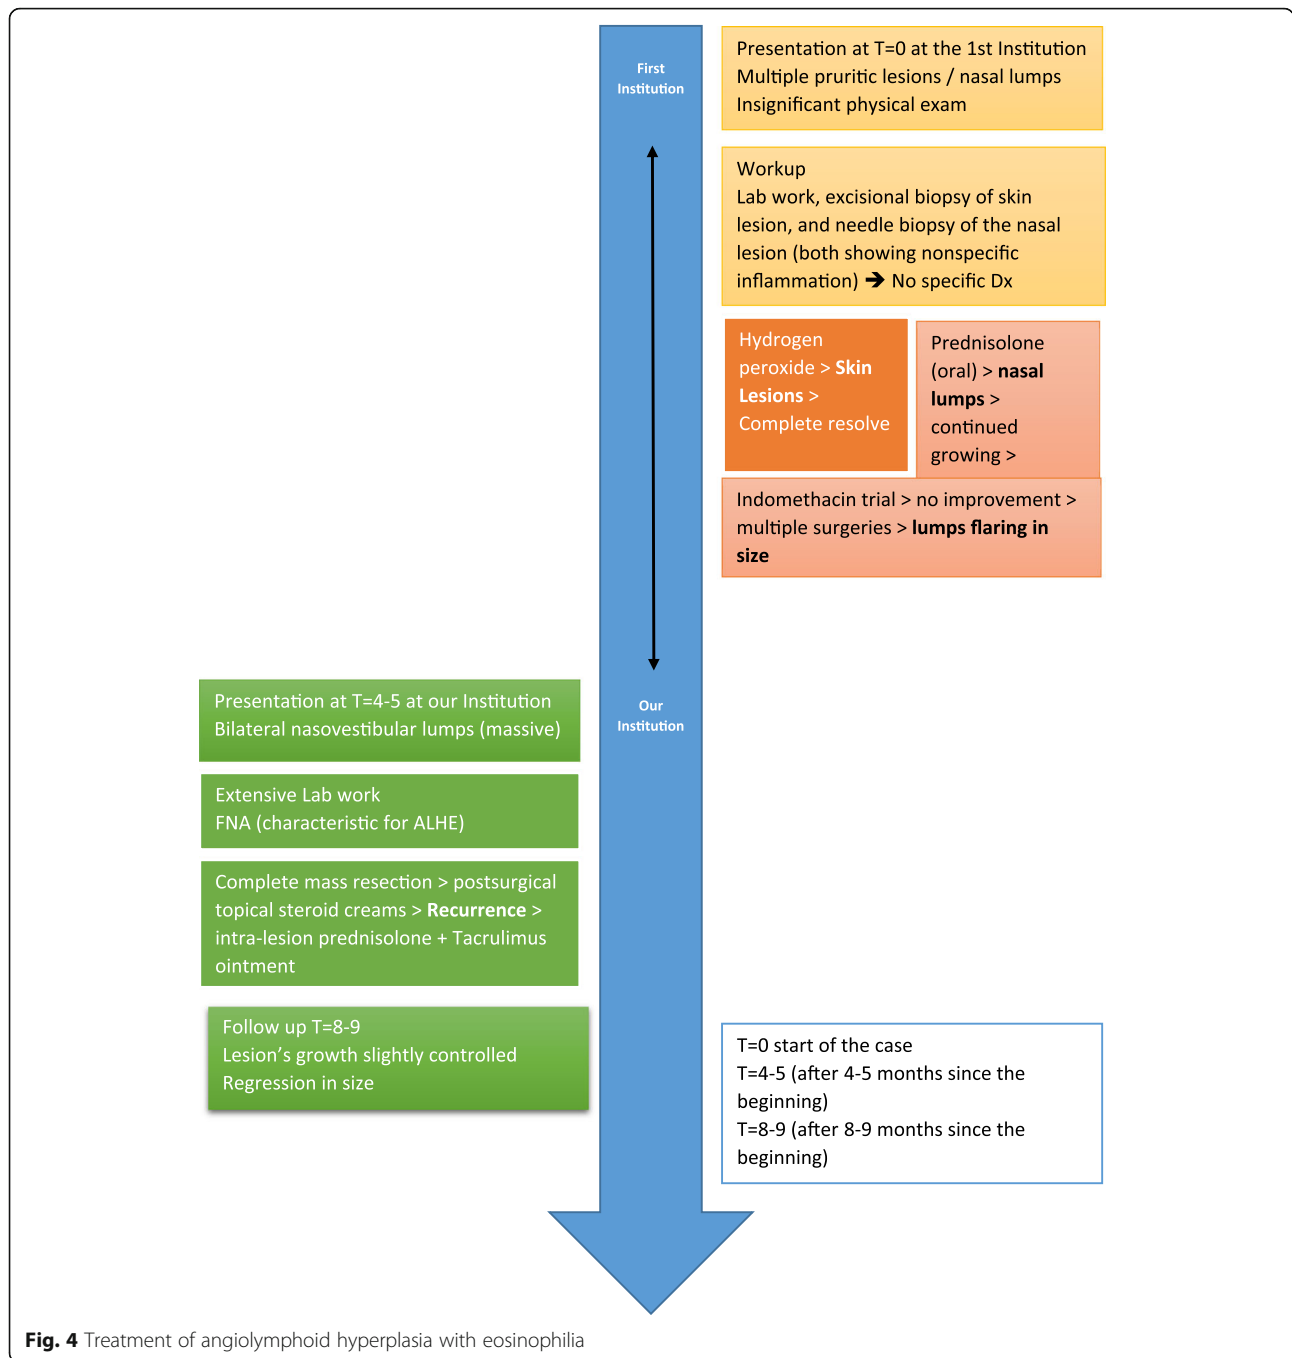 First
Institution
Presentation at T=0 at the 1st Institution
Multiple pruritic lesions / nasal lumps
Insignificant physical exam
Workup
Lab work, excisional biopsy of skin
lesion, and needle biopsy of the nasal
lesion (both showing nonspecific
inflammation) ➔ No specific Dx
Hydrogen
peroxide > Skin
Lesions >
Complete resolve
Prednisolone
(oral) > nasal
lumps >
continued
growing >
Indomethacin trial > no improvement >
multiple surgeries > lumps flaring in
size
Our
Institution
Presentation at T=4-5 at our Institution
Bilateral nasovestibular lumps (massive)
Extensive Lab work
FNA (characteristic for ALHE)
Complete mass resection > postsurgical
topical steroid creams > Recurrence >
intra-lesion prednisolone + Tacrulimus
ointment
Follow up T=8-9
Lesion’s growth slightly controlled
Regression in size
T=0 start of the case
T=4-5 (after 4-5 months since the
beginning)
T=8-9 (after 8-9 months since the
beginning)
Fig. 4 Treatment of angiolymphoid hyperplasia with eosinophilia